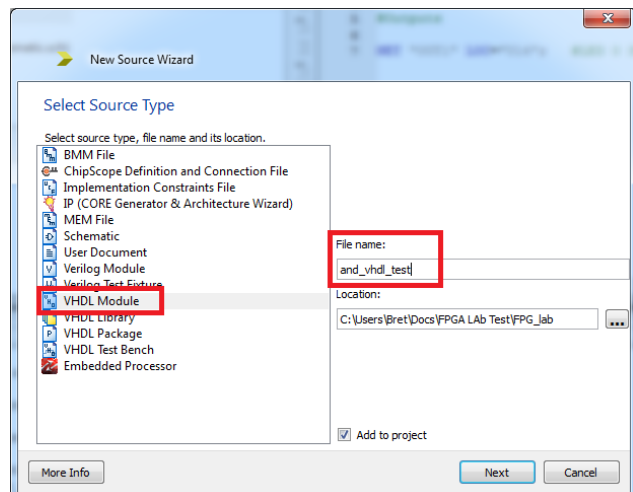 New Source Wizard
Select Source Type
Select source type, file name and its location.
BMM File
ChipScope Definition and Connection File
Implementation Constraints File
IP (CORE Generator & Architecture Wizard)
MEM File
Schematic
User Document
Verilog Module
Verilog Test Fixture
VHDL Module
VHDL Library
VHDL Package
VHDL Test Bench
Embedded Processor
File name:
and_vhdl_test
Location:
C:\Users\Bret\Docs\FPGA LAb Test\FPG_lab
...
Add to project
More Info
Next
Cancel